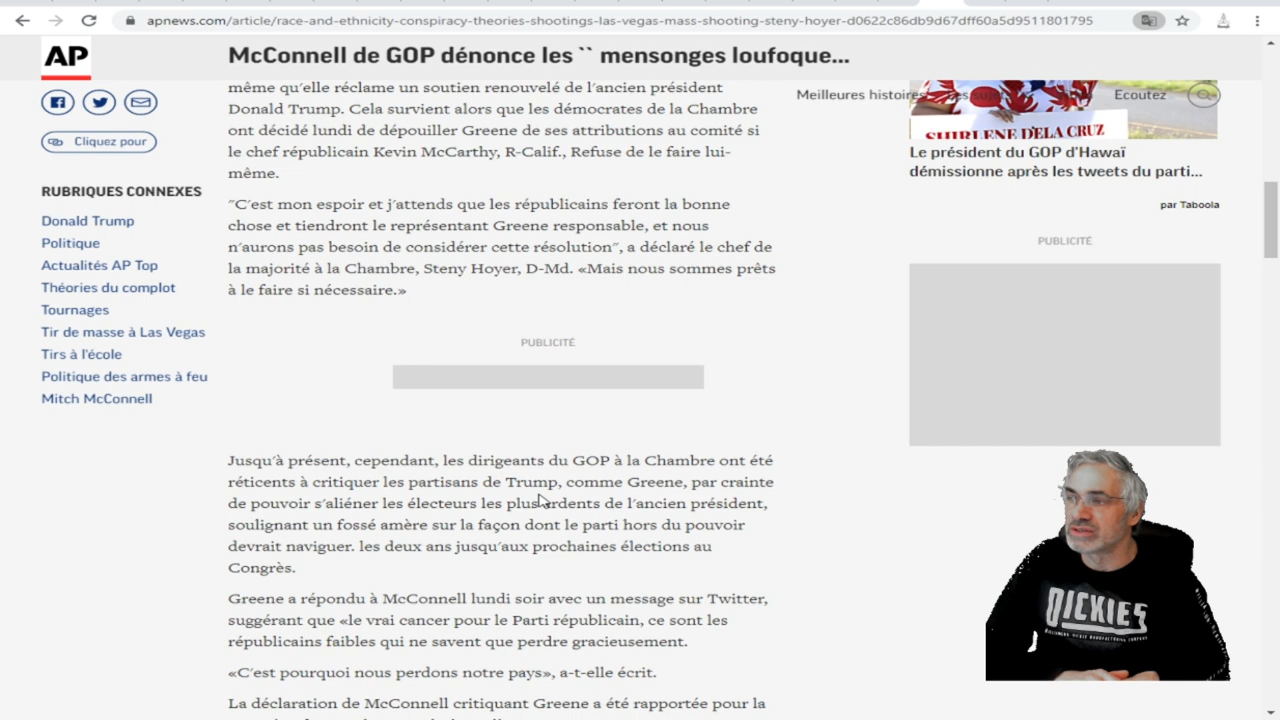 apnews.com/article/race-and-ethnicity-conspiracy-theories-shootings-las-vegas-mass-shooting-steny-hoyer-d0622c86db9d67dff60a5d9511801795
AP
McConnell de GOP dénonce les `` mensonges loufoque...
Meilleures histoires
Ecoutez
Cliquez pour
RUBRIQUES CONNEXES
Donald Trump
Politique
Actualités AP Top
Théories du complot
Tournages
Tir de masse à Las Vegas
Tirs à l'école
Politique des armes à feu
Mitch McConnell
même qu'elle réclame un soutien renouvelé de l'ancien président
Donald Trump. Cela survient alors que les démocrates de la Chambre
ont décidé lundi de dépouiller Greene de ses attributions au comité si
le chef républicain Kevin McCarthy, R-Calif., Refuse de le faire lui-
même.
"C'est mon espoir et j'attends que les républicains feront la bonne
chose et tiendront le représentant Greene responsable, et nous
n'aurons pas besoin de considérer cette résolution", a déclaré le chef de
la majorité à la Chambre, Steny Hoyer, D-Md. «Mais nous sommes prêts
à le faire si nécessaire.»
PUBLICITÉ
Jusqu'à présent, cependant, les dirigeants du GOP à la Chambre ont été
réticents à critiquer les partisans de Trump, comme Greene, par crainte
de pouvoir s'aliéner les électeurs les plus ardents de l'ancien président,
soulignant un fossé amère sur la façon dont le parti hors du pouvoir
devrait naviguer. les deux ans jusqu'aux prochaines élections au
Congrès.
Greene a répondu à McConnell lundi soir avec un message sur Twitter,
suggérant que «le vrai cancer pour le Parti républicain, ce sont les
républicains faibles qui ne savent que perdre gracieusement.
«C'est pourquoi nous perdons notre pays», a-t-elle écrit.
La déclaration de McConnell critiquant Greene a été rapportée pour la
SHIRLENE DELA CRUZ
Le président du GOP d'Hawaï
démissionne après les tweets du parti...
par Taboola
PUBLICITÉ
DICKIES